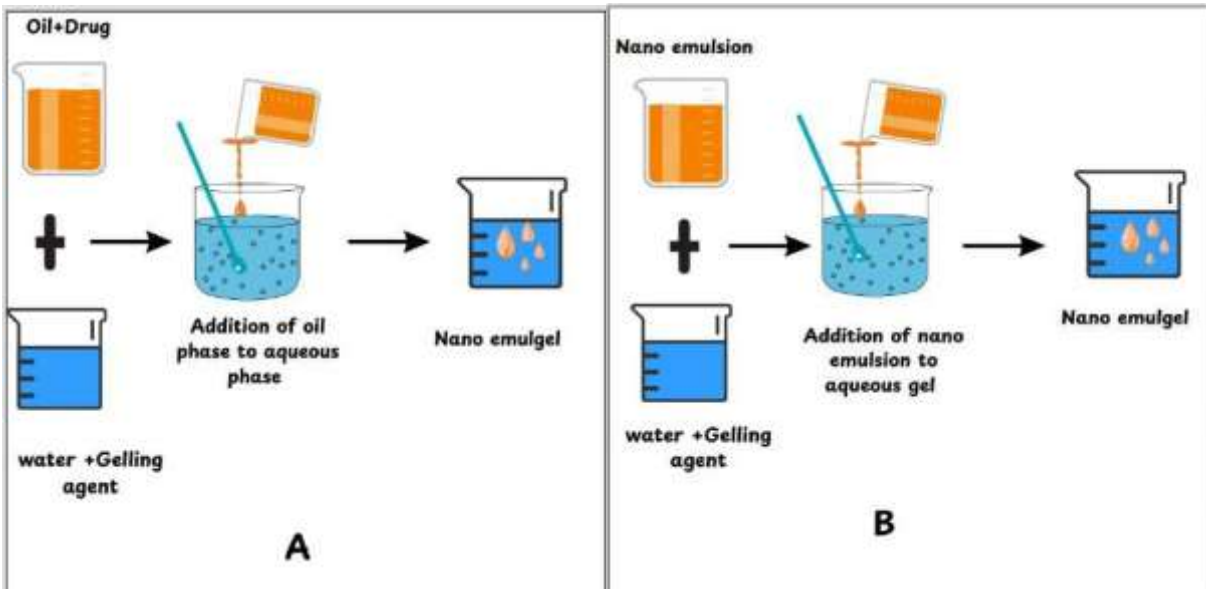 Oil+Drug
Addition of oil
phase to aqueous
phase
Nano emulgel
water +Gelling
agent
A
Nano emulsion
Addition of nano
emulsion to
aqueous gel
Nano emulgel
water +Gelling
agent
B